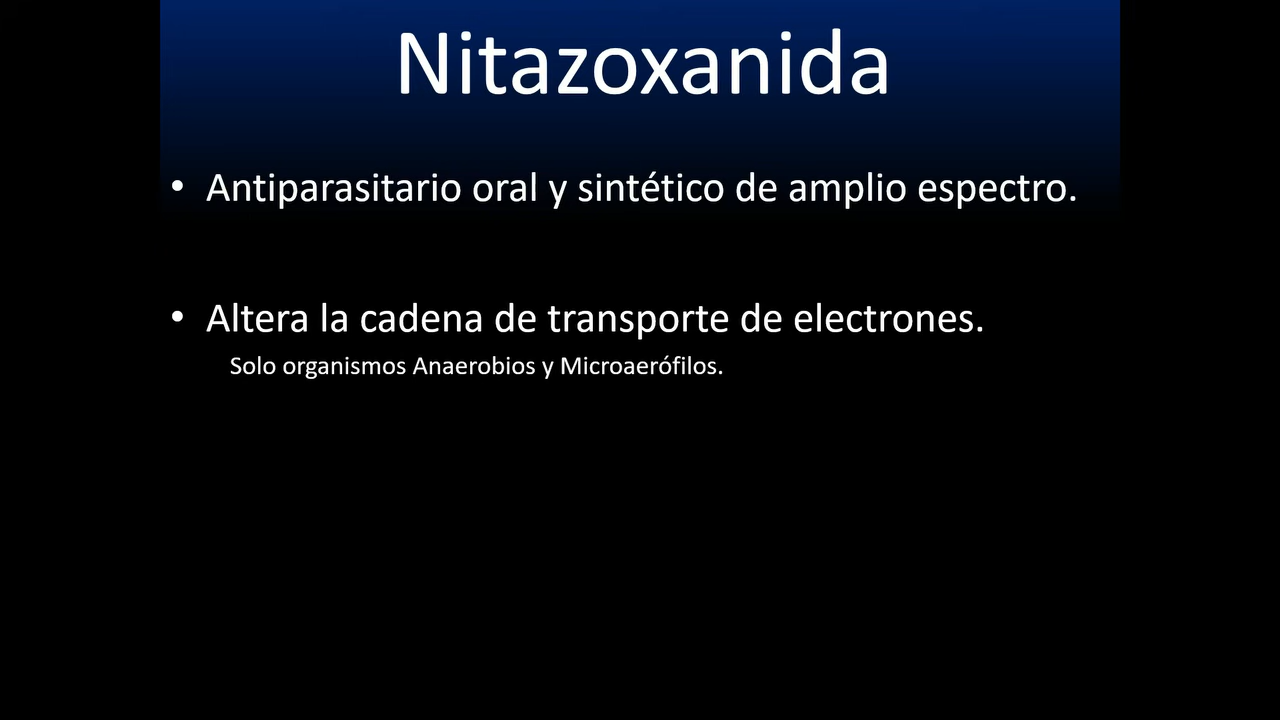 Nitazoxanida
• Antiparasitario oral y sintético de amplio espectro.
• Altera la cadena de transporte de electrones.
Solo organismos Anaerobios y Microaerófilos.